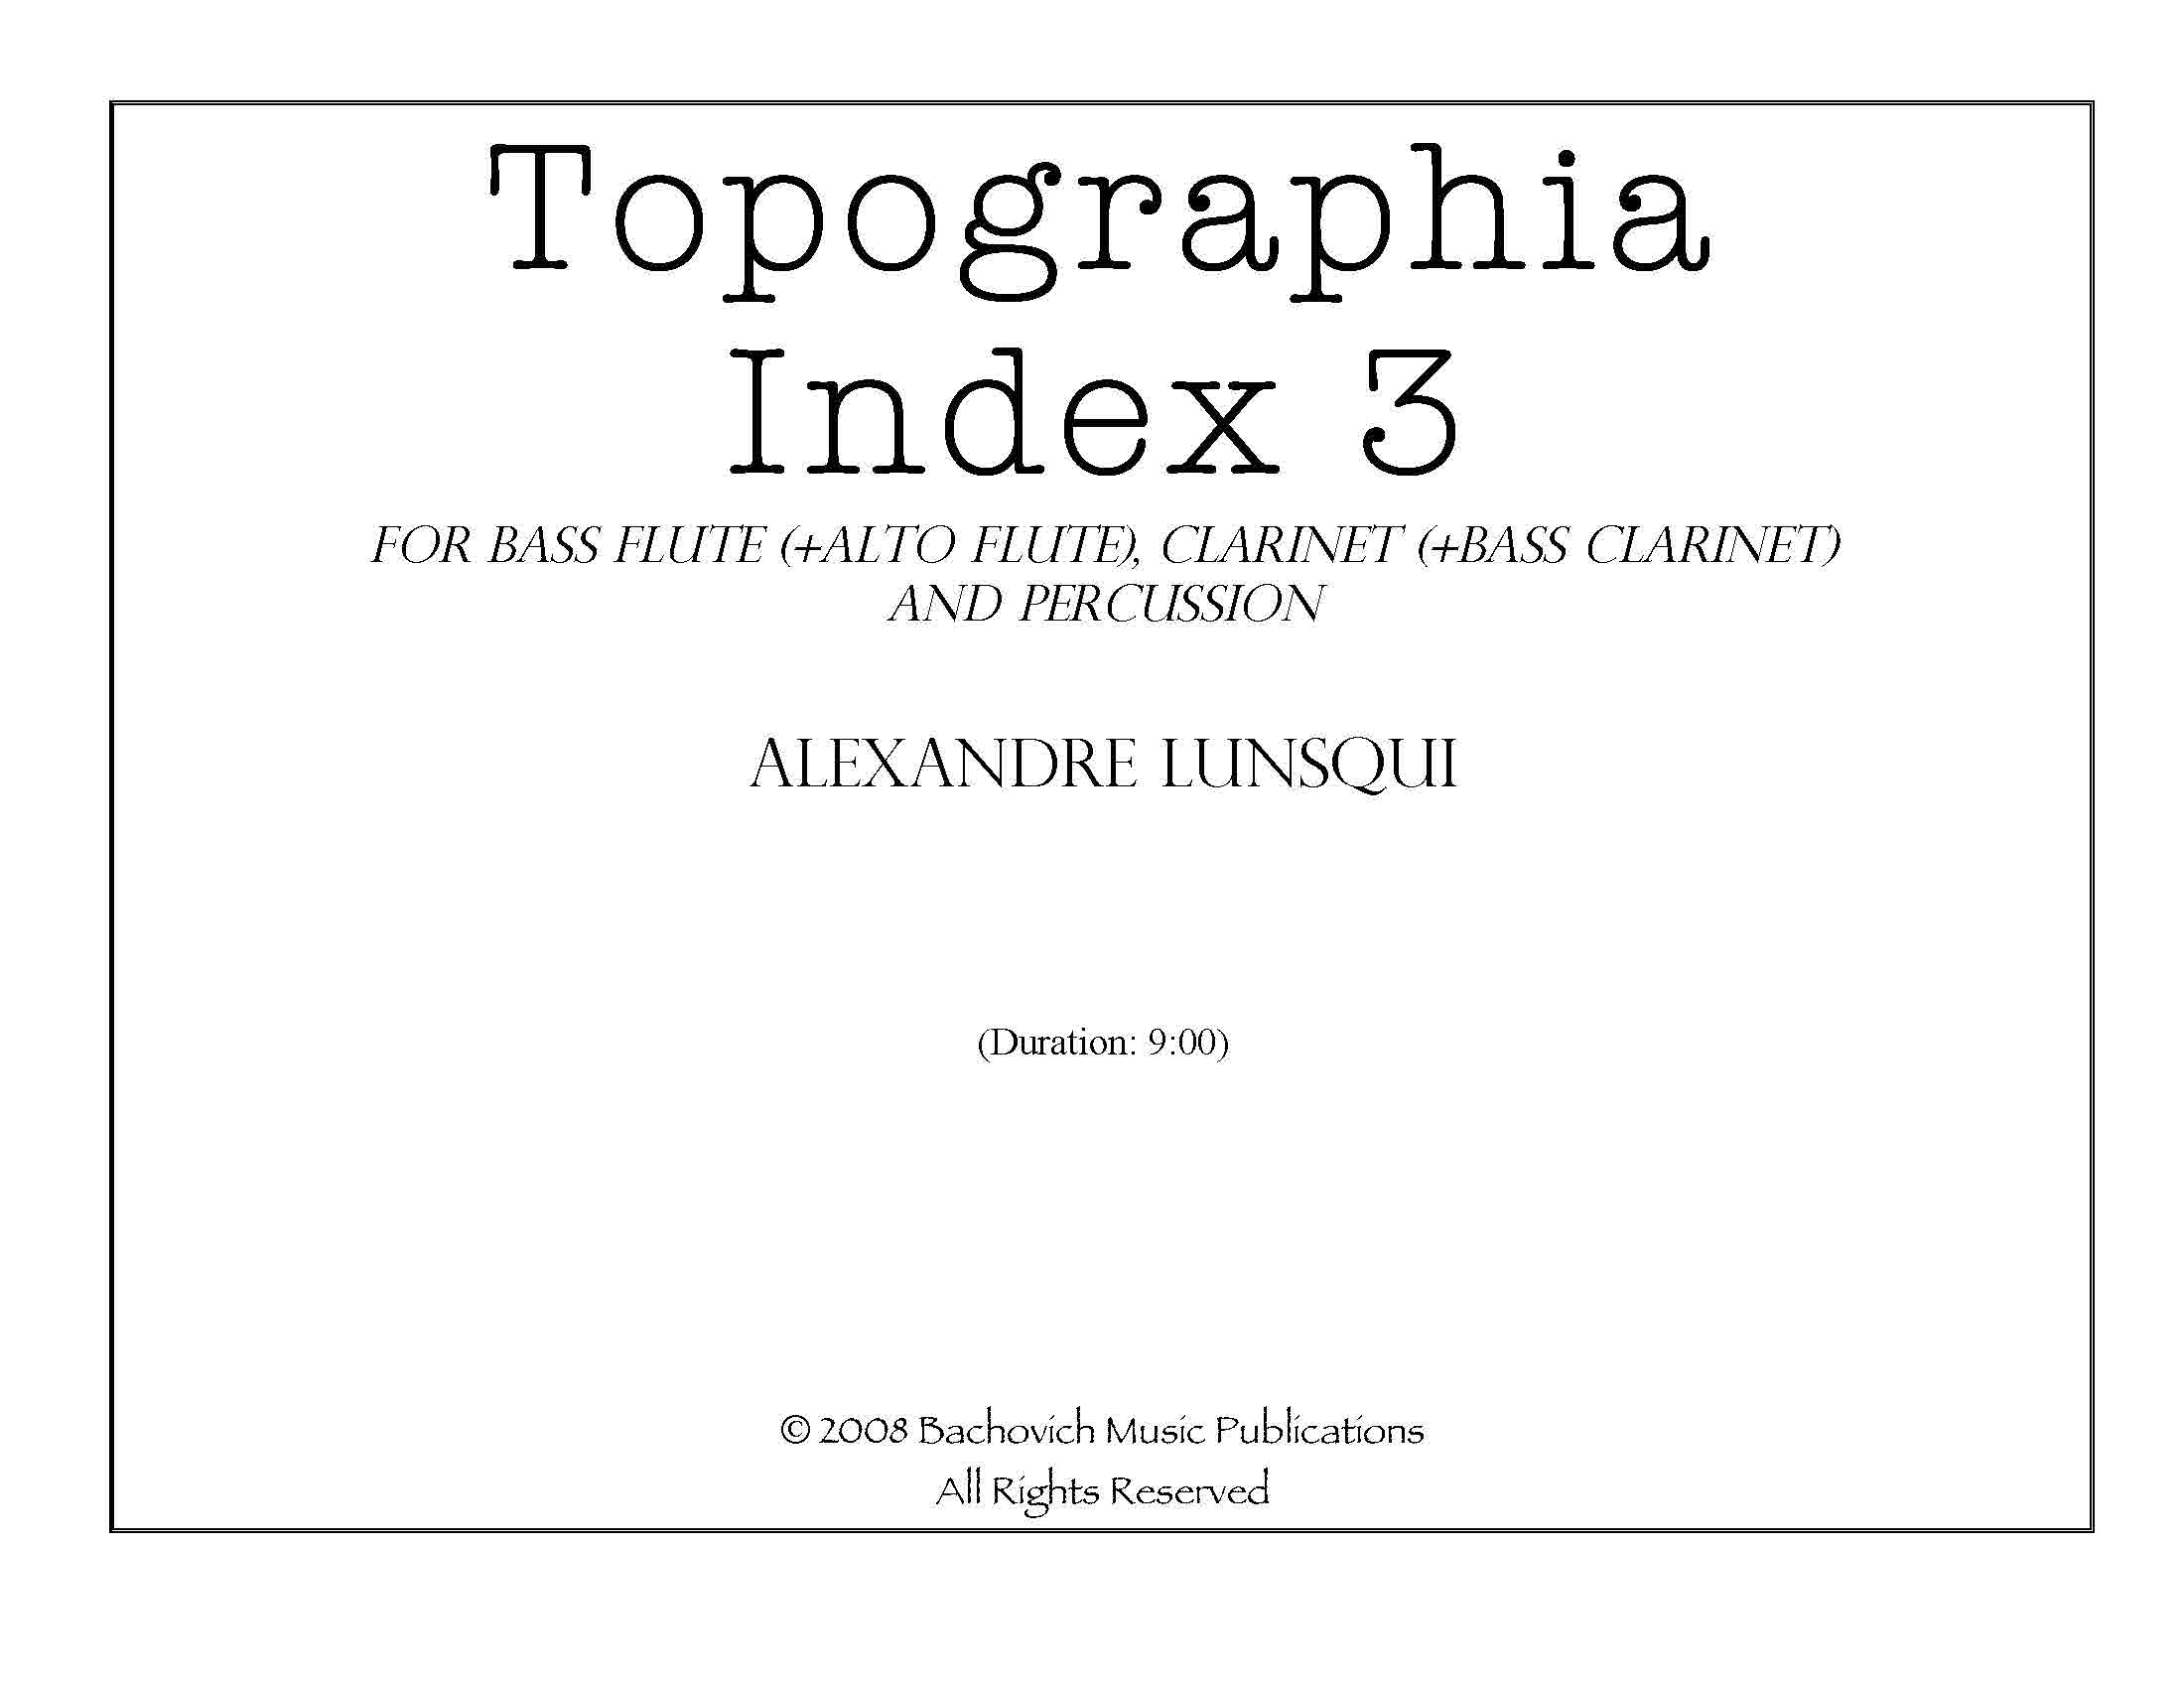 Topographia
Index 3
FOR BASS FLUTE (+ALTO FLUTE), CLARINET (+BASS CLARINET)
AND PERCUSSION
ALEXANDRE LUNSQUI
(Duration: 9:00)
© 2008 Bachovich Music Publications
All Rights Reserved